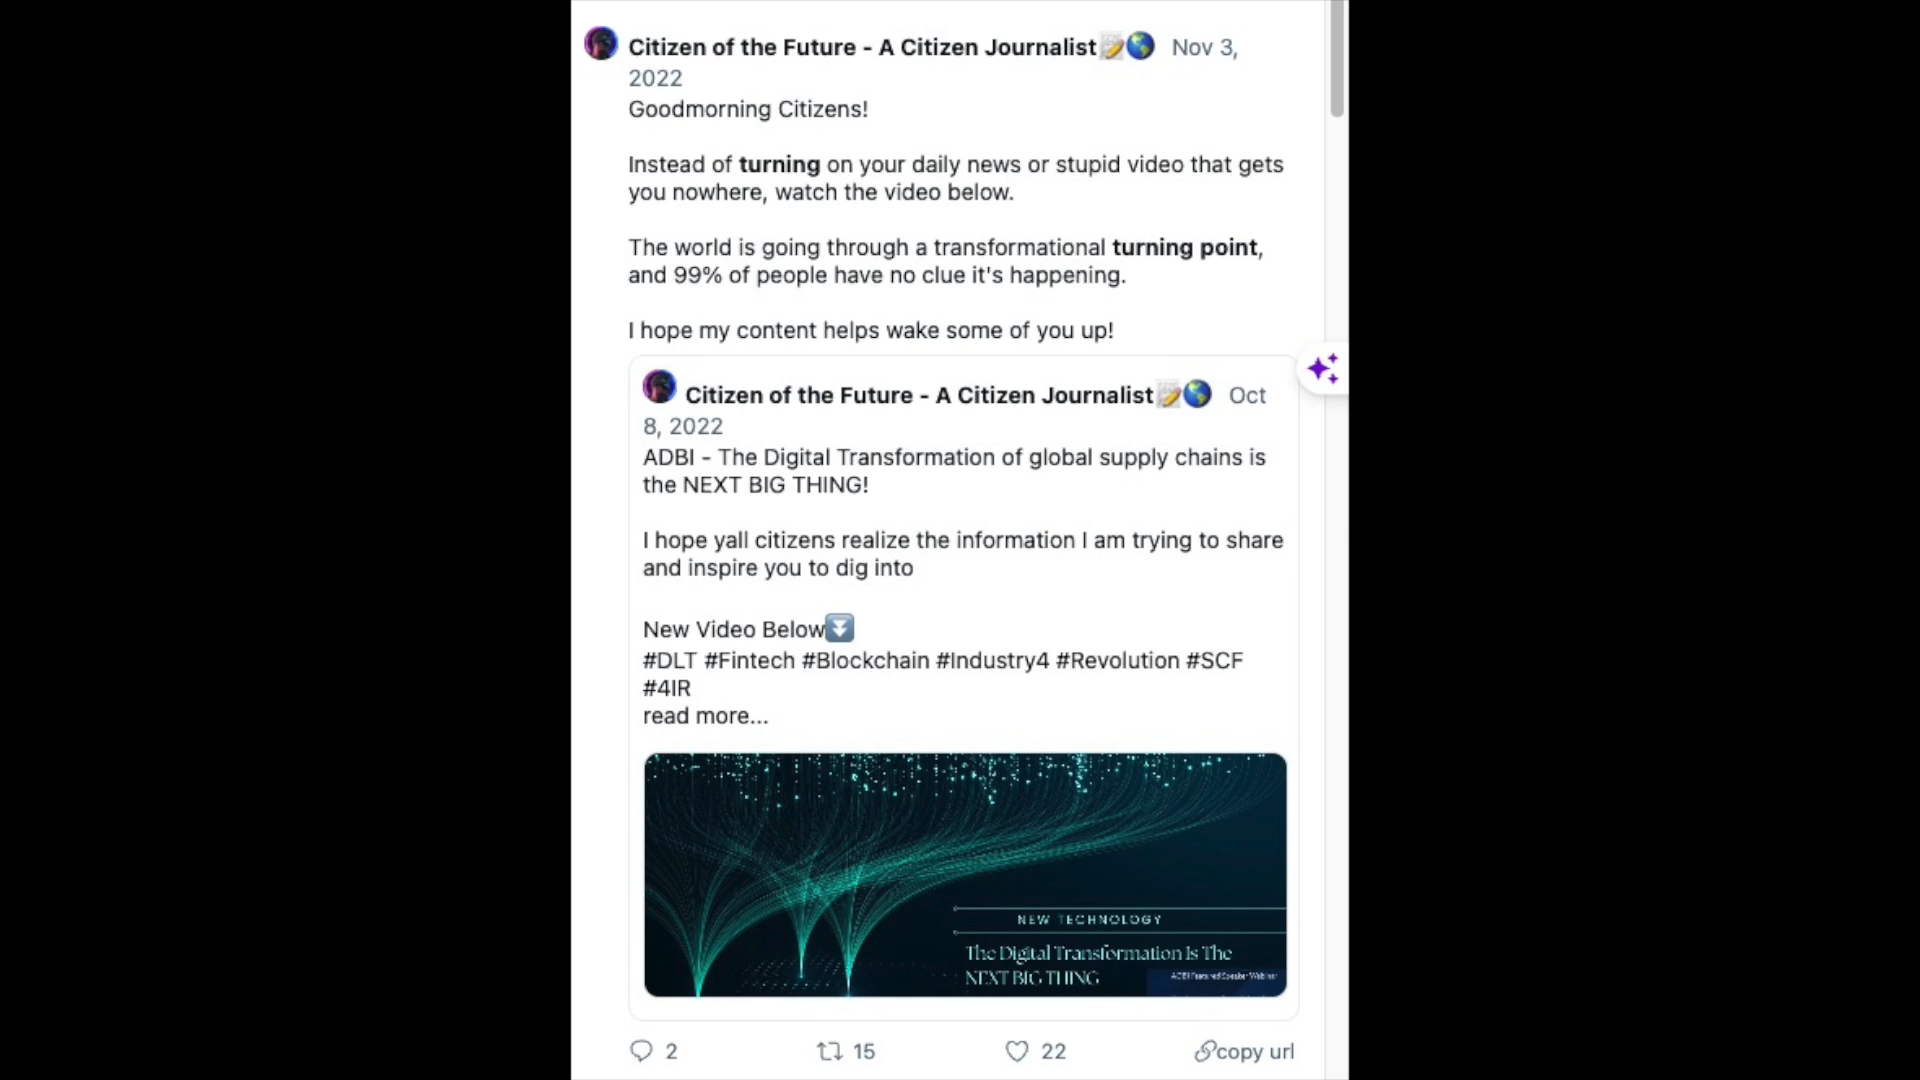 Citizen of the Future - A Citizen Journalist📝🌎 Nov 3,
2022
Goodmorning Citizens!
Instead of turning on your daily news or stupid video that gets
you nowhere, watch the video below.
The world is going through a transformational turning point,
and 99% of people have no clue it's happening.
I hope my content helps wake some of you up!
Citizen of the Future - A Citizen Journalist📝🌎 Oct
8, 2022
ADBI - The Digital Transformation of global supply chains is
the NEXT BIG THING!
I hope yall citizens realize the information I am trying to share
and inspire you to dig into
New Video Below⏬
#DLT #Fintech #Blockchain #Industry4 #Revolution #SCF
#4IR
read more...
NEW TECHNOLOGY
The Digital Transformation Is The
NEXT BIG THING
ADBI Featured Speaker Webinar
2 15 22 copy url